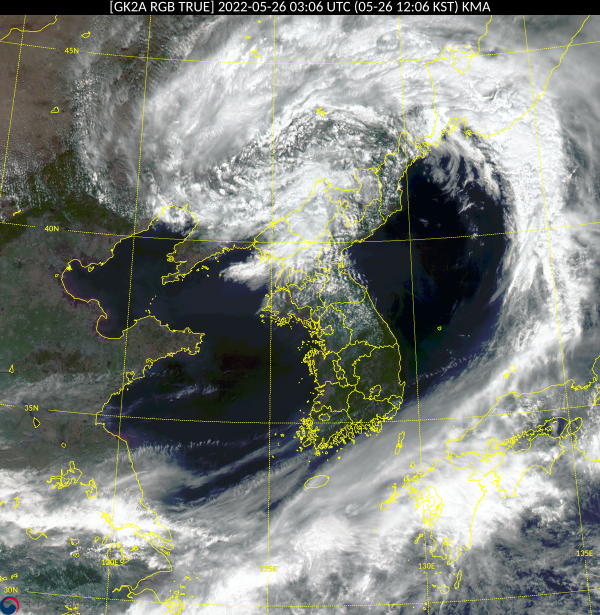 [GK2A RGB TRUE] 2022-05-26 03:06 UTC (05-26 12:06 KST) KMA
45N
40N
35N
120E
125E
130E
135E
30N